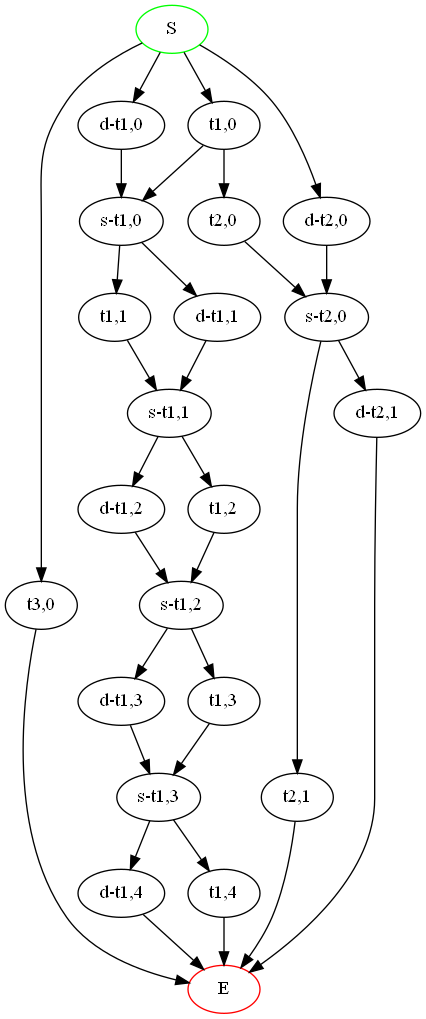 S
d-t1,0
t1,0
s-t1,0
t2,0
d-t2,0
t1,1
d-t1,1
s-t2,0
s-t1,1
d-t2,1
d-t1,2
t1,2
t3,0
s-t1,2
d-t1,3
t1,3
s-t1,3
t2,1
d-t1,4
t1,4
E